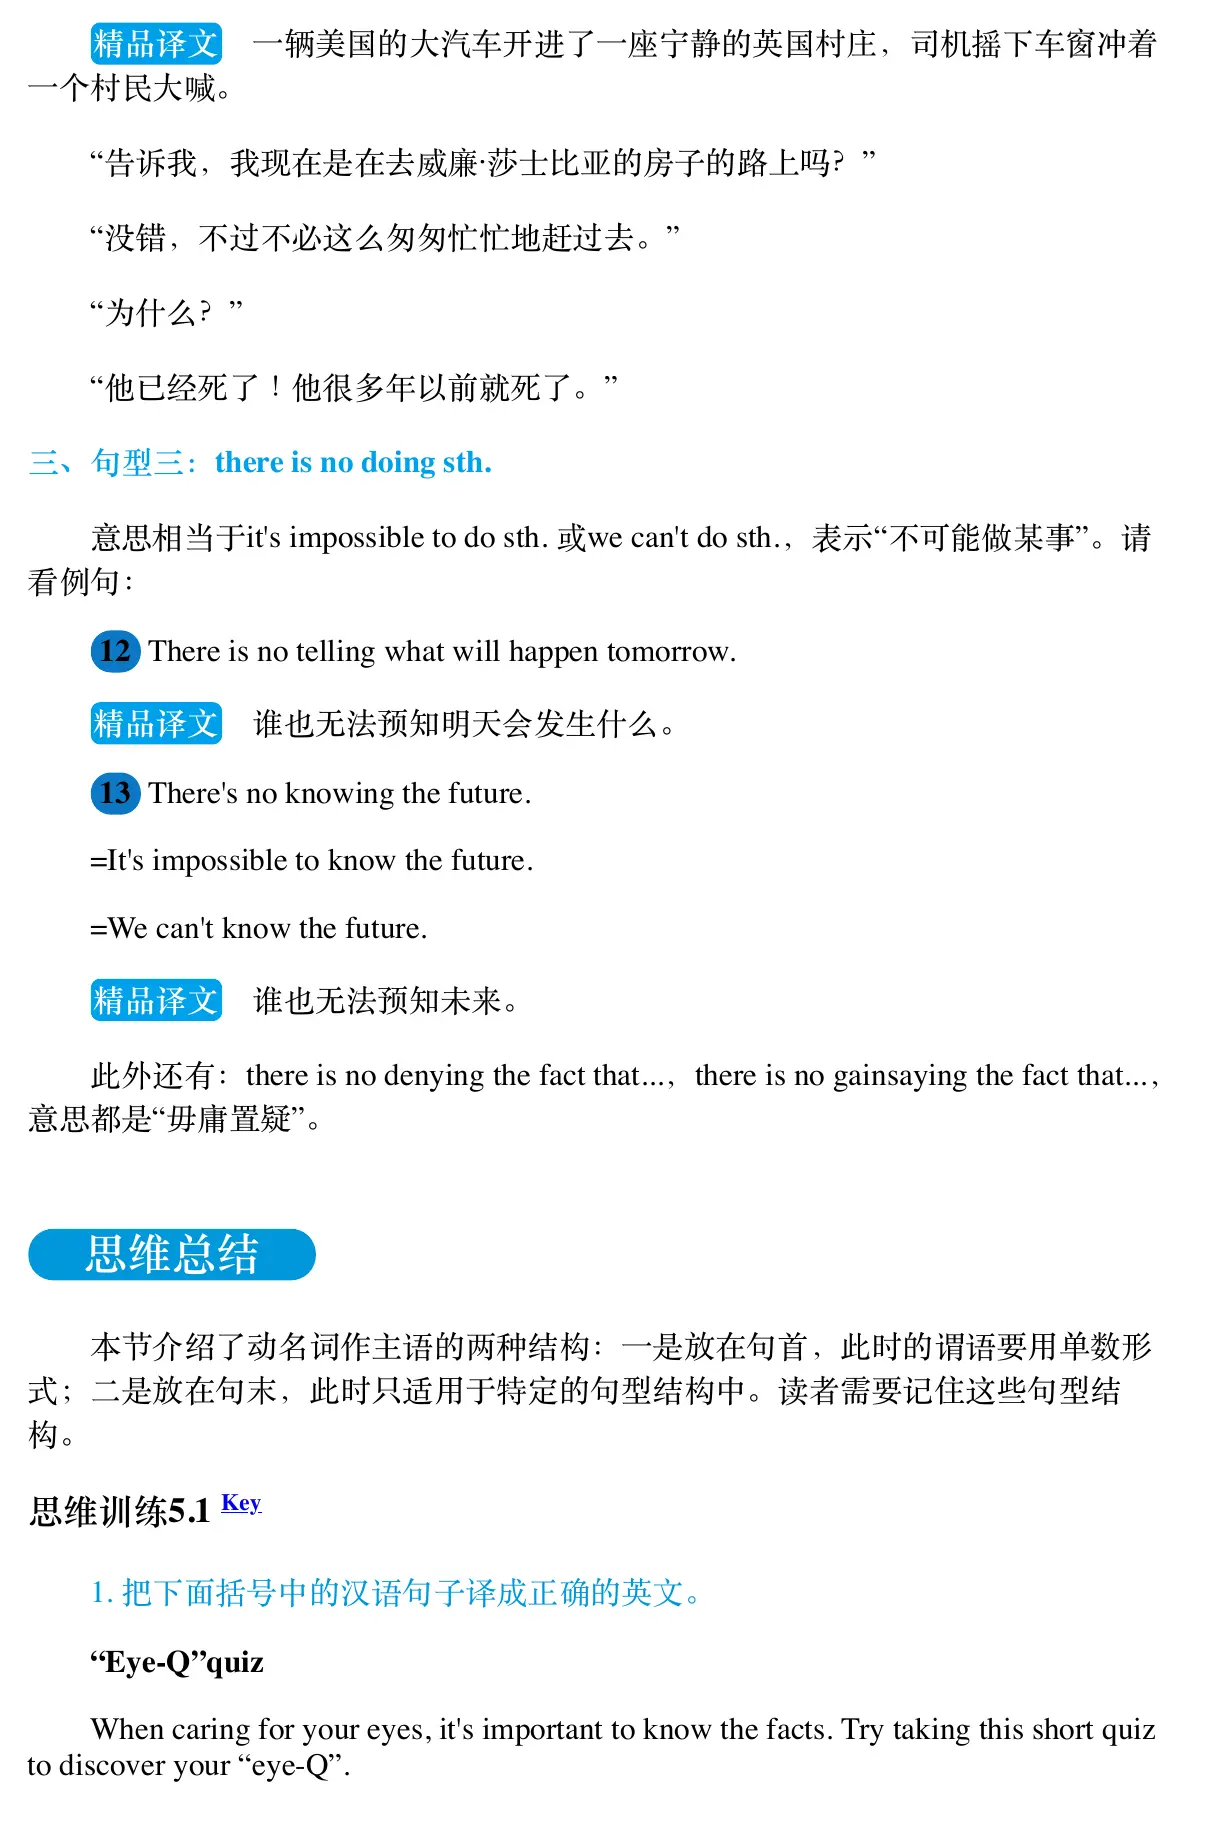 精品译文 一辆美国的大汽车开进了一座宁静的英国村庄，司机摇下车窗冲着
一个村民大喊。
“告诉我，我现在是在去威廉·莎士比亚的房子的路上吗？”
“没错，不过不必这么匆匆忙忙地赶过去。”
“为什么？”
“他已经死了！他很多年以前就死了。”
三、句型三：there is no doing sth.
意思相当于it's impossible to do sth. 或we can't do sth.，表示“不可能做某事”。请
看例句：
12 There is no telling what will happen tomorrow.
精品译文 谁也无法预知明天会发生什么。
13 There's no knowing the future.
=It's impossible to know the future.
=We can't know the future.
精品译文 谁也无法预知未来。
此外还有：there is no denying the fact that...，there is no gainsaying the fact that...，
意思都是“毋庸置疑”。
思维总结
本节介绍了动名词作主语的两种结构：一是放在句首，此时的谓语要用单数形
式；二是放在句末，此时只适用于特定的句型结构中。读者需要记住这些句型结
构。
思维训练5.1 Key
1. 把下面括号中的汉语句子译成正确的英文。
“Eye-Q”quiz
When caring for your eyes, it's important to know the facts. Try taking this short quiz
to discover your “eye-Q”.